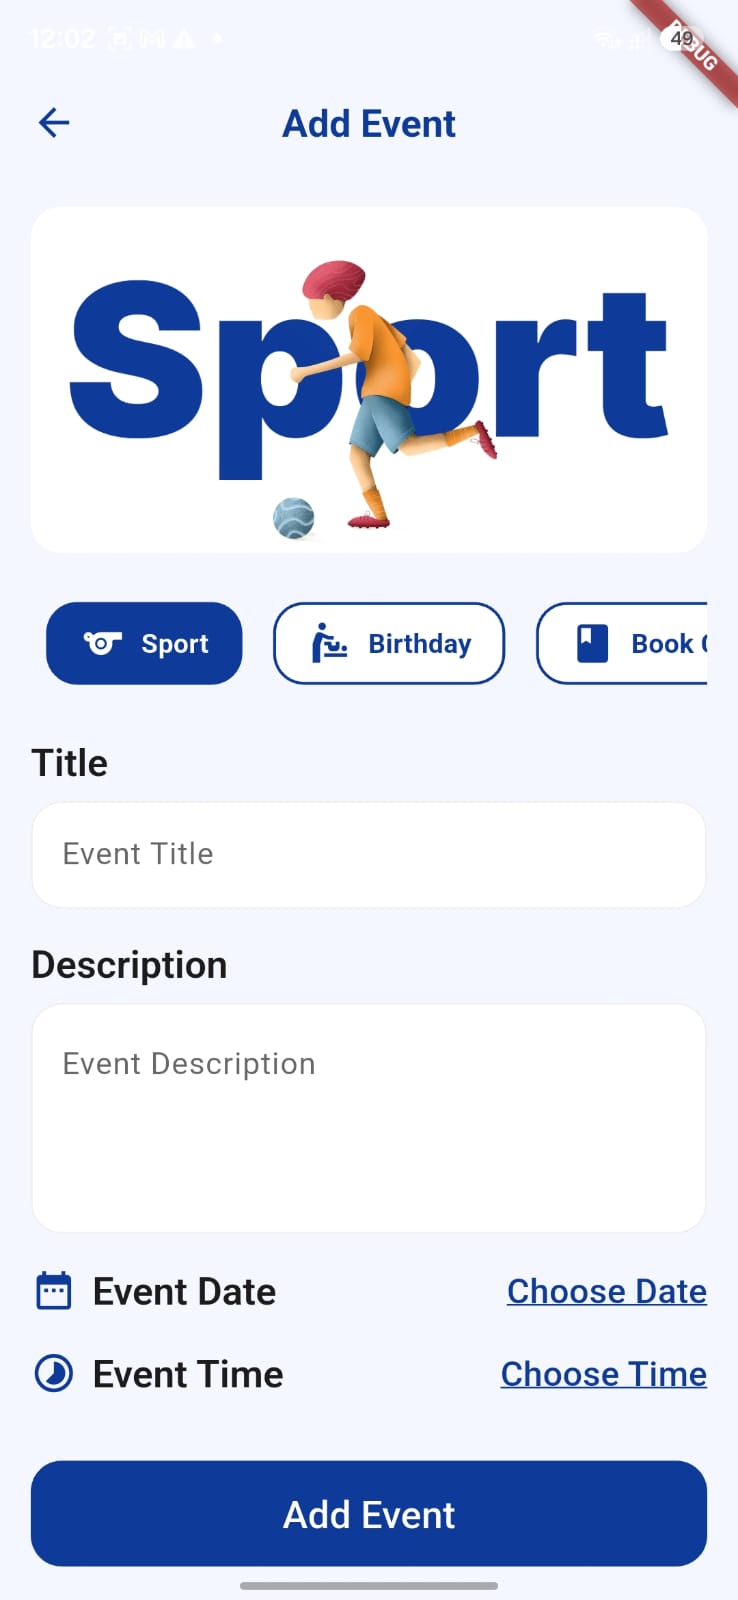 12:02
49
Add Event
Sport
Sport
Birthday
Book
Title
Event Title
Description
Event Description
Event Date
Choose Date
Event Time
Choose Time
Add Event